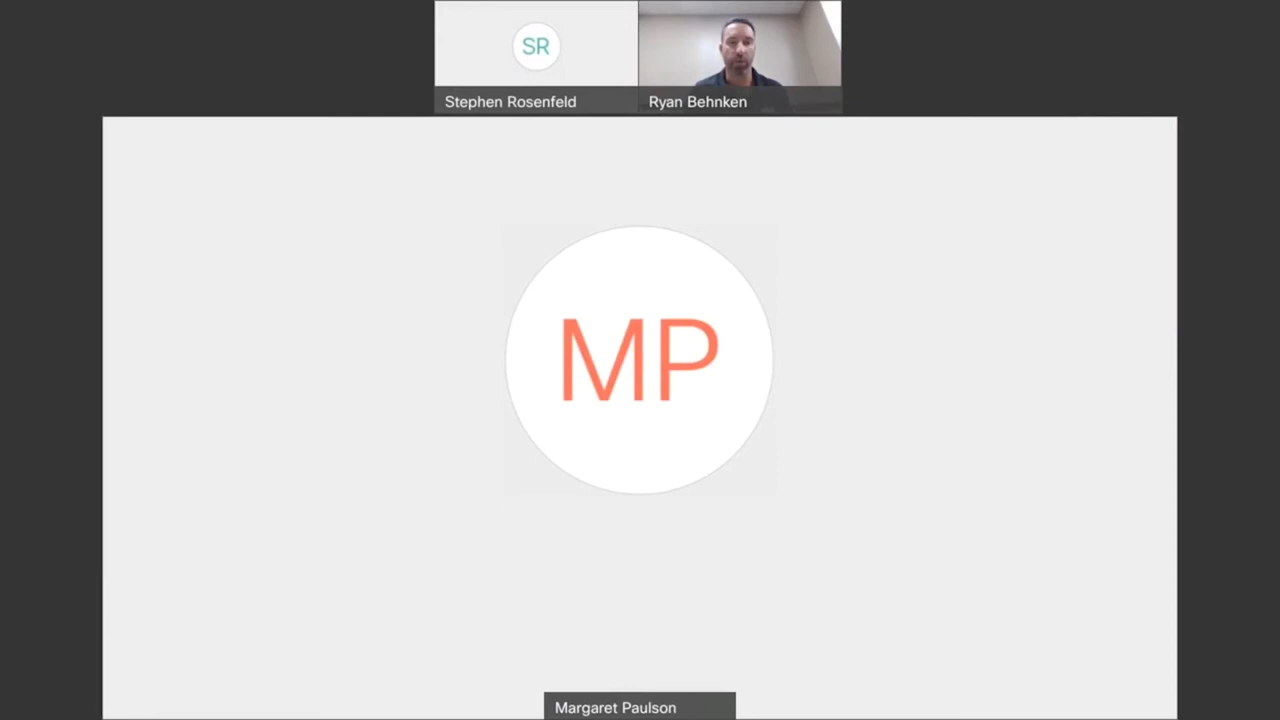 SR
Stephen Rosenfeld
Ryan Behnken
MP
Margaret Paulson